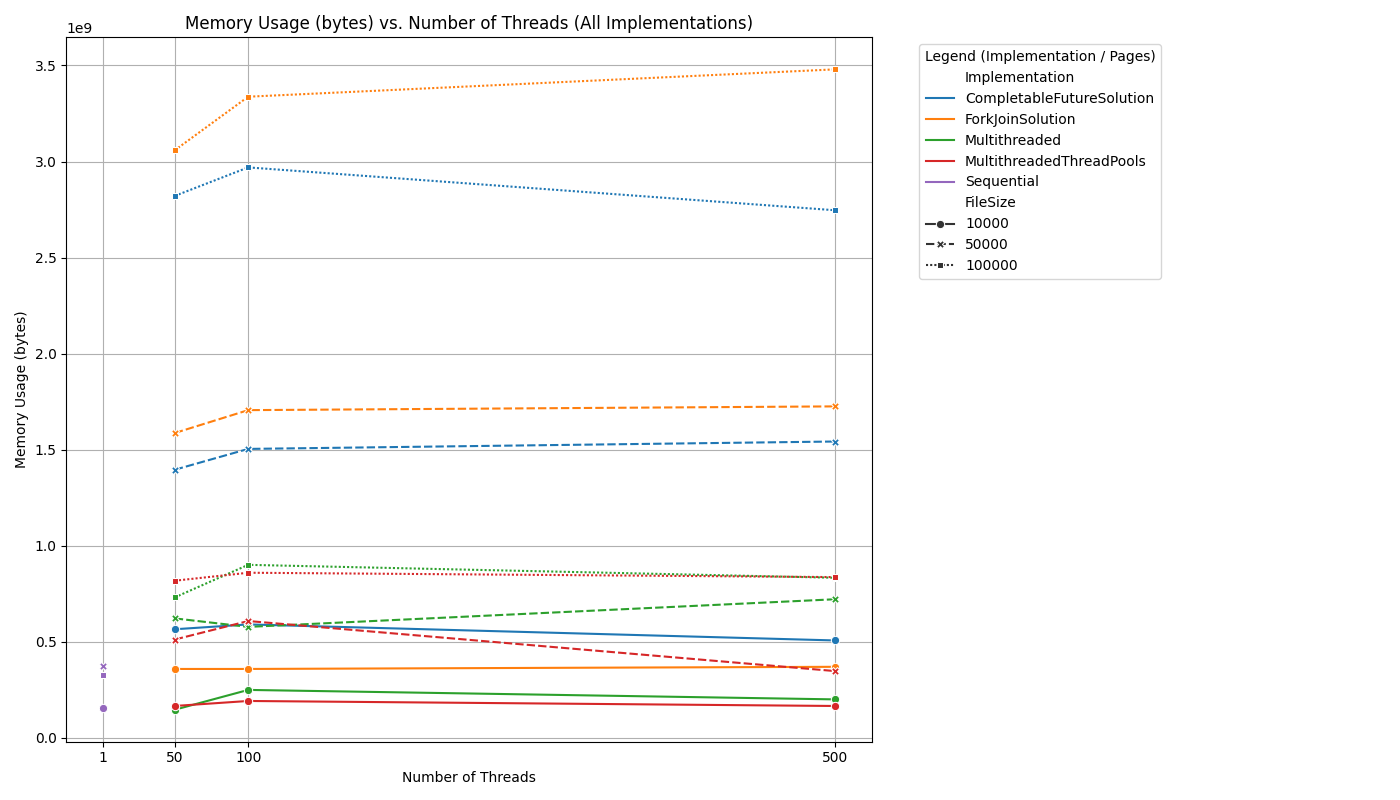 Memory Usage (bytes) vs. Number of Threads (All Implementations)
1e9
3.5
3.0
2.5
2.0
1.5
1.0
0.5
0.0
Memory Usage (bytes)
1 50 100 500
Number of Threads
Legend (Implementation / Pages)
Implementation
CompletableFutureSolution
ForkJoinSolution
Multithreaded
MultithreadedThreadPools
Sequential
FileSize
10000
50000
100000